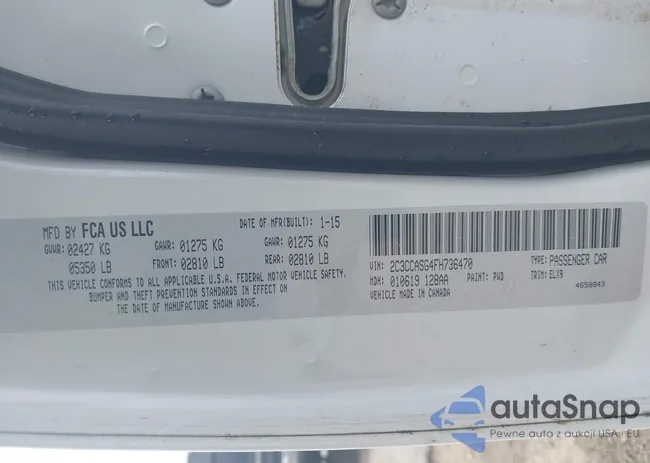 MFD BY FCA US LLC DATE OF MFR(BUILT): 1-15
GVWR: 02427 KG GAWR: 01275 KG GAWR: 01275 KG
05350 LB FRONT: 02810 LB REAR: 02810 LB
THIS VEHICLE CONFORMS TO ALL APPLICABLE U.S.A. FEDERAL MOTOR VEHICLE SAFETY,
BUMPER AND THEFT PREVENTION STANDARDS IN EFFECT ON
THE DATE OF MANUFACTURE SHOWN ABOVE.
VIN: 2C3CCASG4FH736470 TYPE: PASSENGER CAR
MDH: 010619 128AA PAINT: PWD TRIM: ELX9
VEHICLE MADE IN CANADA 4658843
autaSnap
Pewne auto z aukcji USA i EU